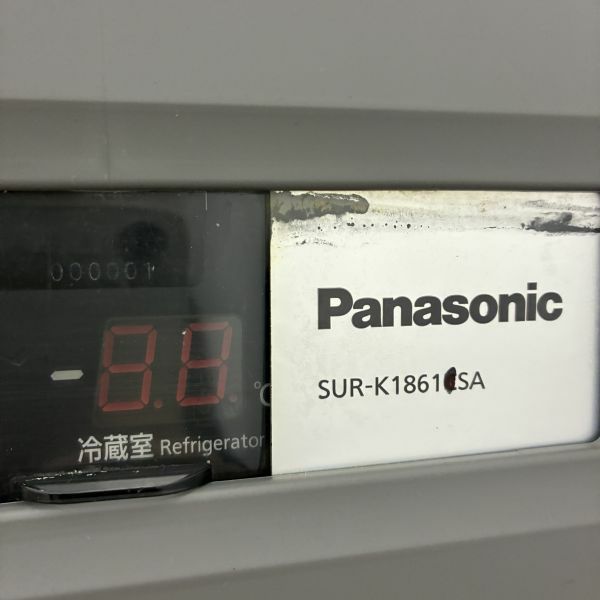 000001
-8.8.℃
冷蔵室 Refrigerator
Panasonic